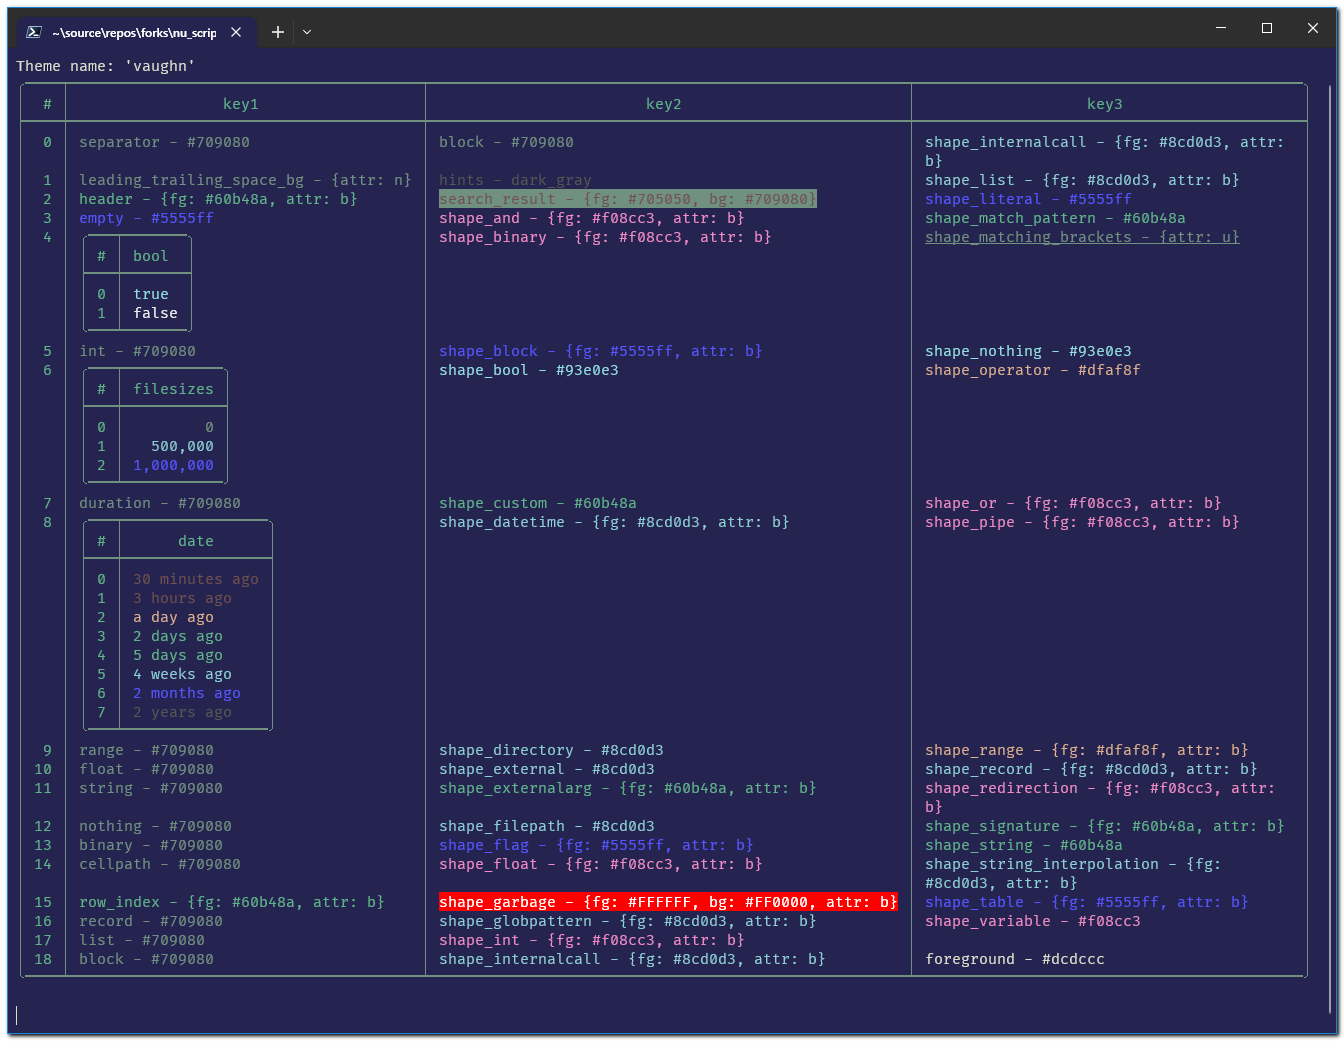 ~\source\repos\forks\nu_scrip
Theme name: 'vaughn'
# key1 key2 key3
0 separator - #709080 block - #709080 shape_internalcall - {fg: #8cd0d3, attr:
b}
1 leading_trailing_space_bg - {attr: n} hints - dark_gray shape_list - {fg: #8cd0d3, attr: b}
2 header - {fg: #60b48a, attr: b} search_result - {fg: #705050, bg: #709080} shape_literal - #5555ff
3 empty - #5555ff shape_and - {fg: #f08cc3, attr: b} shape_match_pattern - #60b48a
4 shape_binary - {fg: #f08cc3, attr: b} shape_matching_brackets - {attr: u}
# bool
0 true
1 false
5 int - #709080 shape_block - {fg: #5555ff, attr: b} shape_nothing - #93e0e3
6 shape_bool - #93e0e3 shape_operator - #dfaf8f
# filesizes
0 0
1 500,000
2 1,000,000
7 duration - #709080 shape_custom - #60b48a shape_or - {fg: #f08cc3, attr: b}
8 shape_datetime - {fg: #8cd0d3, attr: b} shape_pipe - {fg: #f08cc3, attr: b}
# date
0 30 minutes ago
1 3 hours ago
2 a day ago
3 2 days ago
4 5 days ago
5 4 weeks ago
6 2 months ago
7 2 years ago
9 range - #709080 shape_directory - #8cd0d3 shape_range - {fg: #dfaf8f, attr: b}
10 float - #709080 shape_external - #8cd0d3 shape_record - {fg: #8cd0d3, attr: b}
11 string - #709080 shape_externalarg - {fg: #60b48a, attr: b} shape_redirection - {fg: #f08cc3, attr:
b}
12 nothing - #709080 shape_filepath - #8cd0d3 shape_signature - {fg: #60b48a, attr: b}
13 binary - #709080 shape_flag - {fg: #5555ff, attr: b} shape_string - #60b48a
14 cellpath - #709080 shape_float - {fg: #f08cc3, attr: b} shape_string_interpolation - {fg:
#8cd0d3, attr: b}
15 row_index - {fg: #60b48a, attr: b} shape_garbage - {fg: #FFFFFF, bg: #FF0000, attr: b} shape_table - {fg: #5555ff, attr: b}
16 record - #709080 shape_globpattern - {fg: #8cd0d3, attr: b} shape_variable - #f08cc3
17 list - #709080 shape_int - {fg: #f08cc3, attr: b}
18 block - #709080 shape_internalcall - {fg: #8cd0d3, attr: b} foreground - #dcdccc